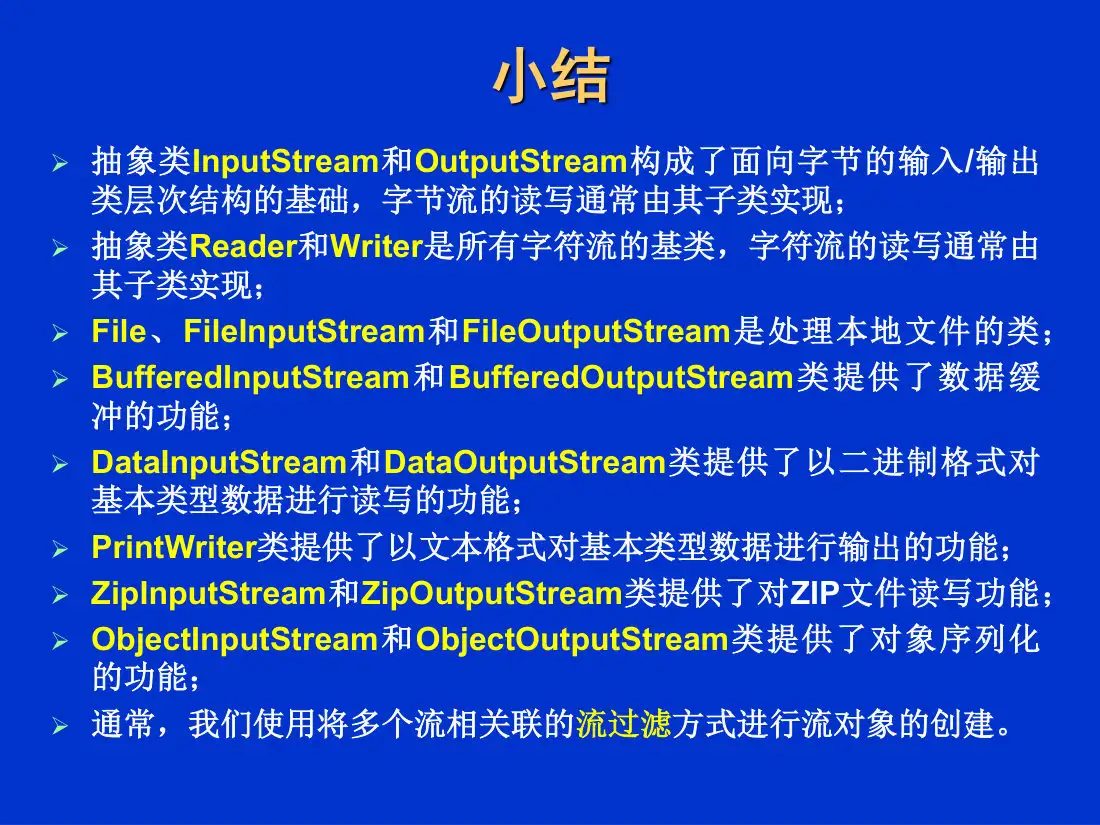 小结
抽象类InputStream和OutputStream构成了面向字节的输入/输出
类层次结构的基础，字节流的读写通常由其子类实现；
抽象类Reader和Writer是所有字符流的基类，字符流的读写通常由
其子类实现；
File、FileInputStream和FileOutputStream是处理本地文件的类；
BufferedInputStream和BufferedOutputStream类提供了数据缓
冲的功能；
DataInputStream和DataOutputStream类提供了以二进制格式对
基本类型数据进行读写的功能；
PrintWriter类提供了以文本格式对基本类型数据进行输出的功能；
ZipInputStream和ZipOutputStream类提供了对ZIP文件读写功能；
ObjectInputStream和ObjectOutputStream类提供了对象序列化
的功能；
通常，我们使用将多个流相关联的流过滤方式进行流对象的创建。